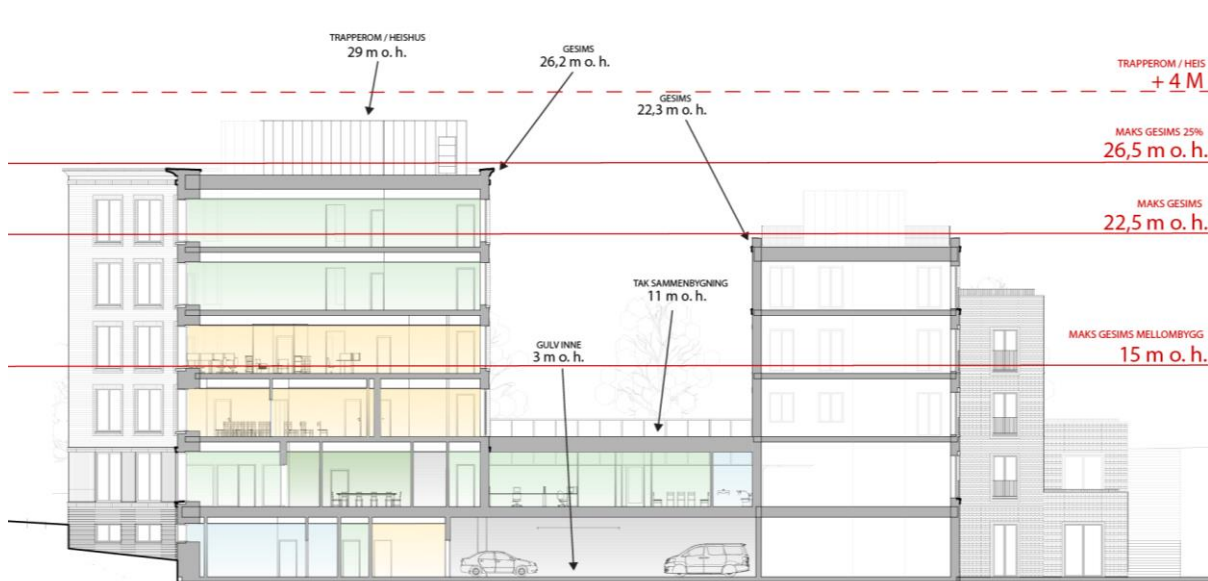 TRAPPEROM / HEISHUS
29 m o. h.
GESIMS
26,2 m o. h.
GESIMS
22,3 m o. h.
TAK SAMMENBYGNING
11 m o. h.
GULV INNE
3 m o. h.
TRAPPEROM / HEIS
+ 4 M
MAKS GESIMS 25%
26,5 m o. h.
MAKS GESIMS
22,5 m o. h.
MAKS GESIMS MELLOMBYGG
15 m o. h.